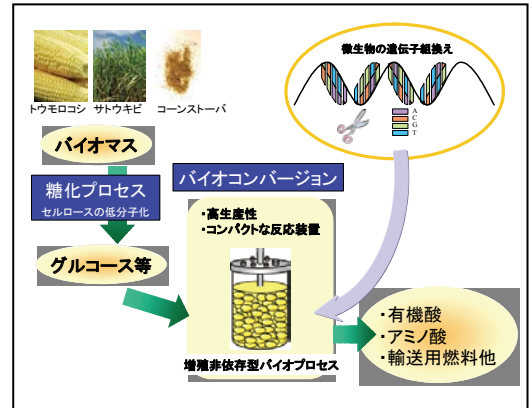 微生物の遺伝子組換え
A
C
G
T
トウモロコシ サトウキビ コーンストーバ
バイオマス
糖化プロセス
セルロースの低分子化
グルコース等
バイオコンバージョン
・高生産性
・コンパクトな反応装置
増殖非依存型バイオプロセス
・有機酸
・アミノ酸
・輸送用燃料他